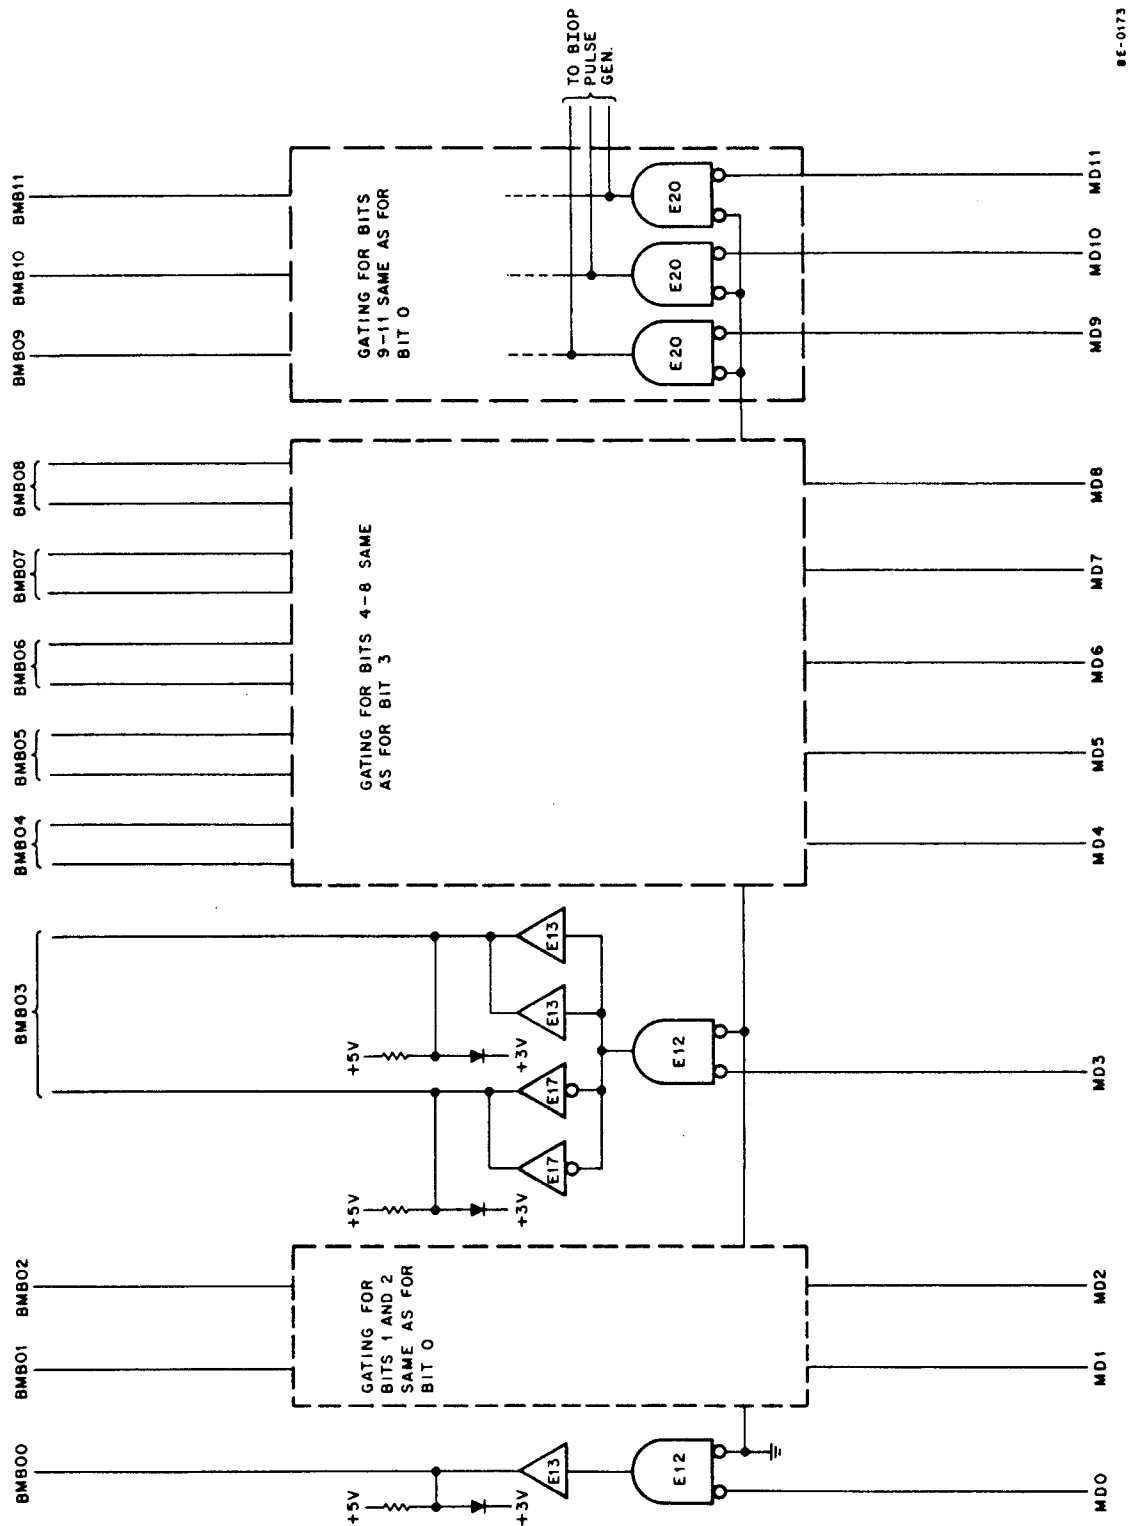 BMB00
BMB01
BMB02
BMB03
BMB04
BMB05
BMB06
BMB07
BMB08
BMB09
BMB10
BMB11
+5V
+3V
E13
E12
GATING FOR
BITS 1 AND 2
SAME AS FOR
BIT 0
+5V
+3V
+5V
+3V
E17
E17
E13
E13
E12
GATING FOR BITS 4-8 SAME
AS FOR BIT 3
GATING FOR BITS
9-11 SAME AS FOR
BIT 0
E20
E20
E20
TO BIOP
PULSE
GEN.
MD0
MD1
MD2
MD3
MD4
MD5
MD6
MD7
MD8
MD9
MD10
MD11
8E-0173